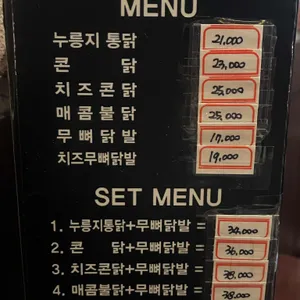 MENU
누룽지 통닭 21,000
콘 닭 23,000
치즈콘닭 25,000
매콤불닭 25,000
무뼈닭발 17,000
치즈무뼈닭발 19,000
SET MENU
1. 누룽지통닭+무뼈닭발 = 34,000
2. 콘 닭+무뼈닭발 = 36,000
3. 치즈콘닭+무뼈닭발 = 38,000
4. 매콤불닭+무뼈닭발 = 38,000